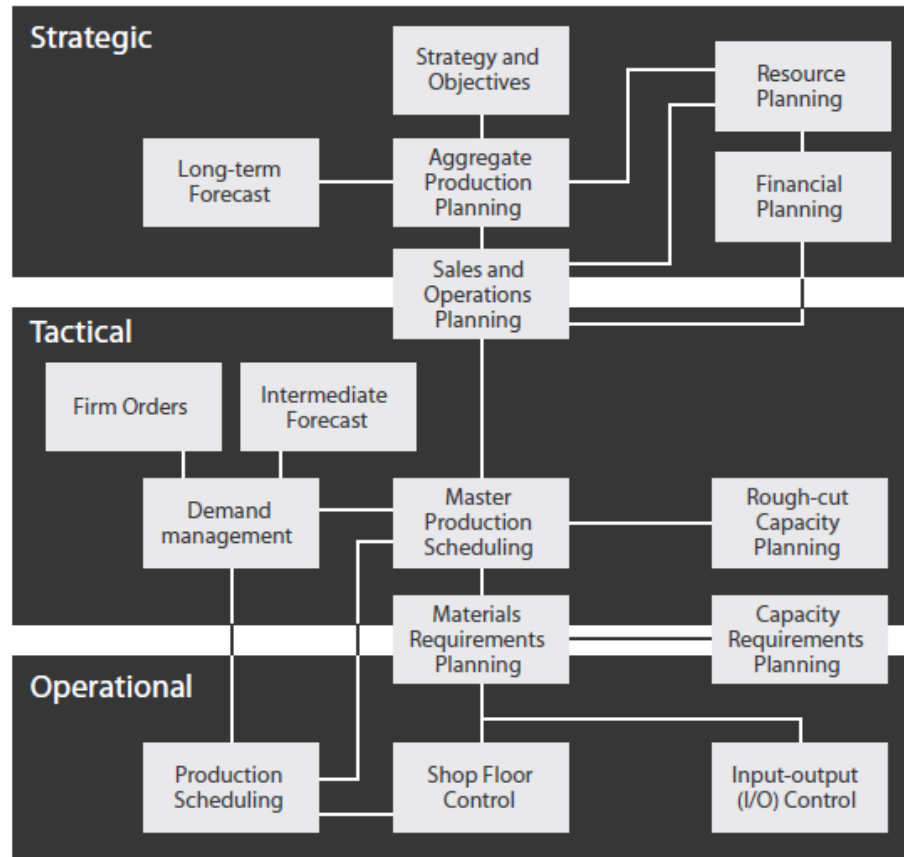 Strategic
Strategy and
Objectives
Resource
Planning
Long-term
Forecast
Aggregate
Production
Planning
Financial
Planning
Sales and
Operations
Planning
Tactical
Firm Orders
Intermediate
Forecast
Demand
management
Master
Production
Scheduling
Rough-cut
Capacity
Planning
Materials
Requirements
Planning
Capacity
Requirements
Planning
Operational
Production
Scheduling
Shop Floor
Control
Input-output
(I/O) Control